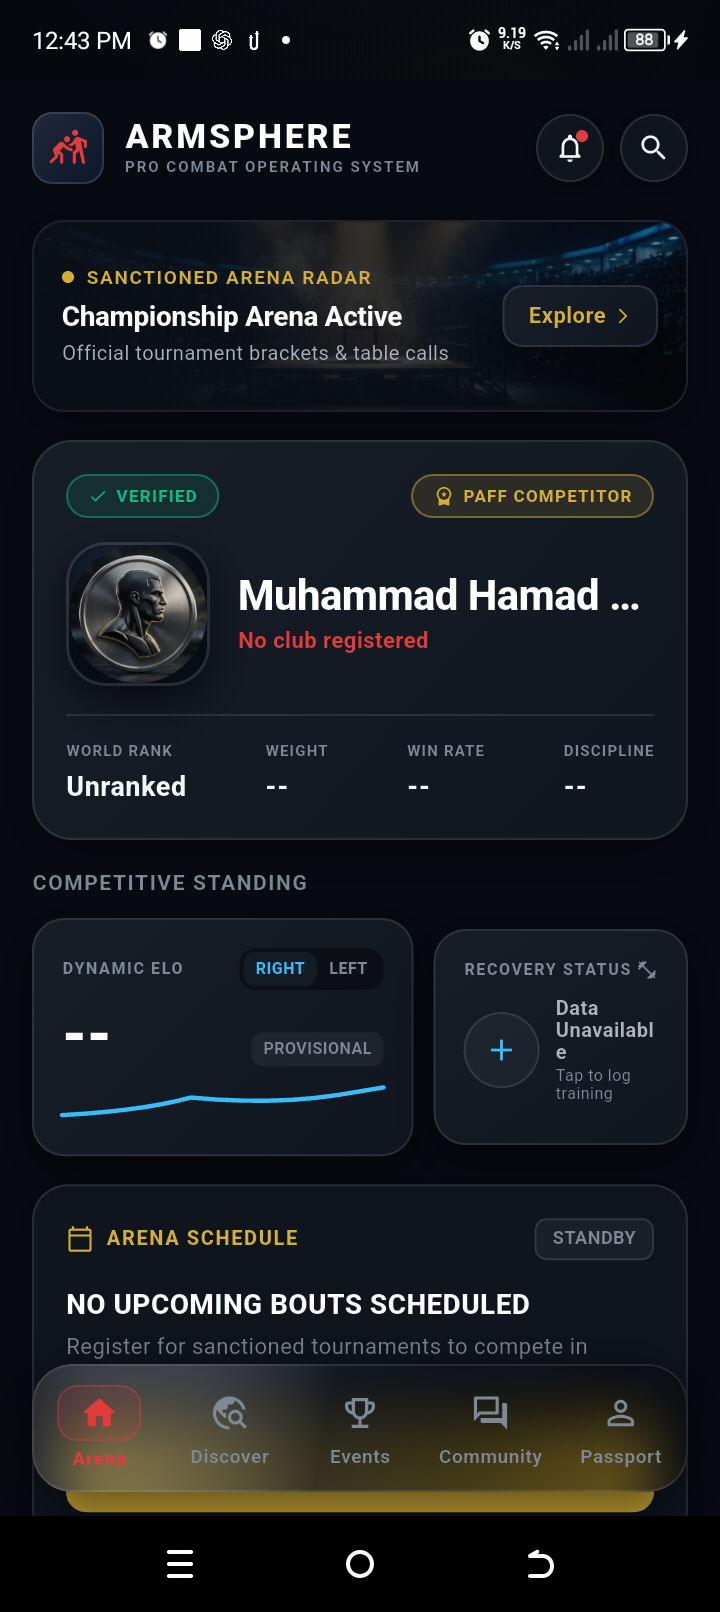 12:43 PM
9.19
K/S
88
ARMSPHERE
PRO COMBAT OPERATING SYSTEM
SANCTIONED ARENA RADAR
Championship Arena Active
Official tournament brackets & table calls
Explore
VERIFIED
PAFF COMPETITOR
Muhammad Hamad ...
No club registered
WORLD RANK
WEIGHT
WIN RATE
DISCIPLINE
Unranked
--
--
--
COMPETITIVE STANDING
DYNAMIC ELO
RIGHT
LEFT
--
PROVISIONAL
RECOVERY STATUS
Data
Unavailabl
e
Tap to log
training
ARENA SCHEDULE
STANDBY
NO UPCOMING BOUTS SCHEDULED
Register for sanctioned tournaments to compete in
Arena
Discover
Events
Community
Passport